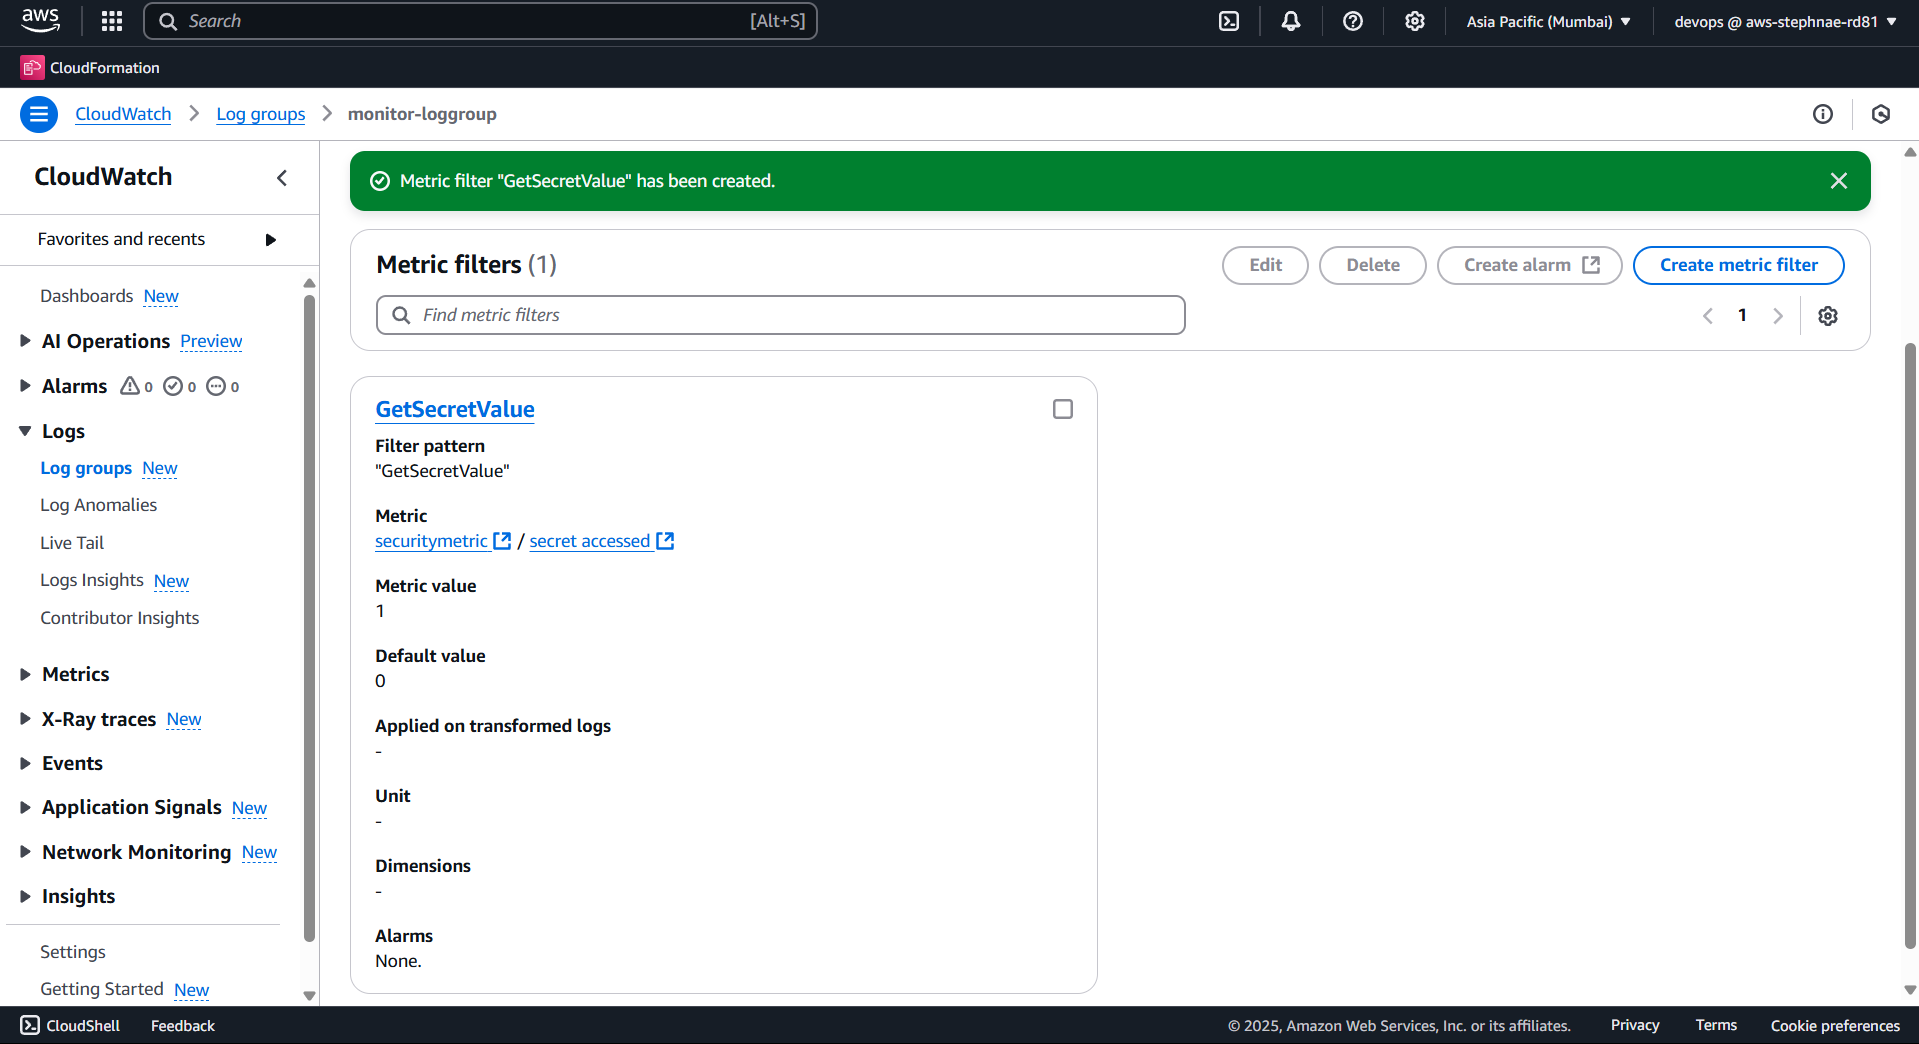 aws
Search [Alt+S]
Asia Pacific (Mumbai)
devops @ aws-stephnae-rd81
CloudFormation
CloudWatch
Log groups
monitor-loggroup
CloudWatch
Favorites and recents
Dashboards New
AI Operations Preview
Alarms 0 0 0
Logs
Log groups New
Log Anomalies
Live Tail
Logs Insights New
Contributor Insights
Metrics
X-Ray traces New
Events
Application Signals New
Network Monitoring New
Insights
Settings
Getting Started New
Metric filter "GetSecretValue" has been created.
Metric filters (1)
Edit
Delete
Create alarm
Create metric filter
Find metric filters
1
GetSecretValue
Filter pattern
"GetSecretValue"
Metric
securitymetric / secret accessed
Metric value
1
Default value
0
Applied on transformed logs
-
Unit
-
Dimensions
-
Alarms
None.
CloudShell
Feedback
© 2025, Amazon Web Services, Inc. or its affiliates.
Privacy
Terms
Cookie preferences